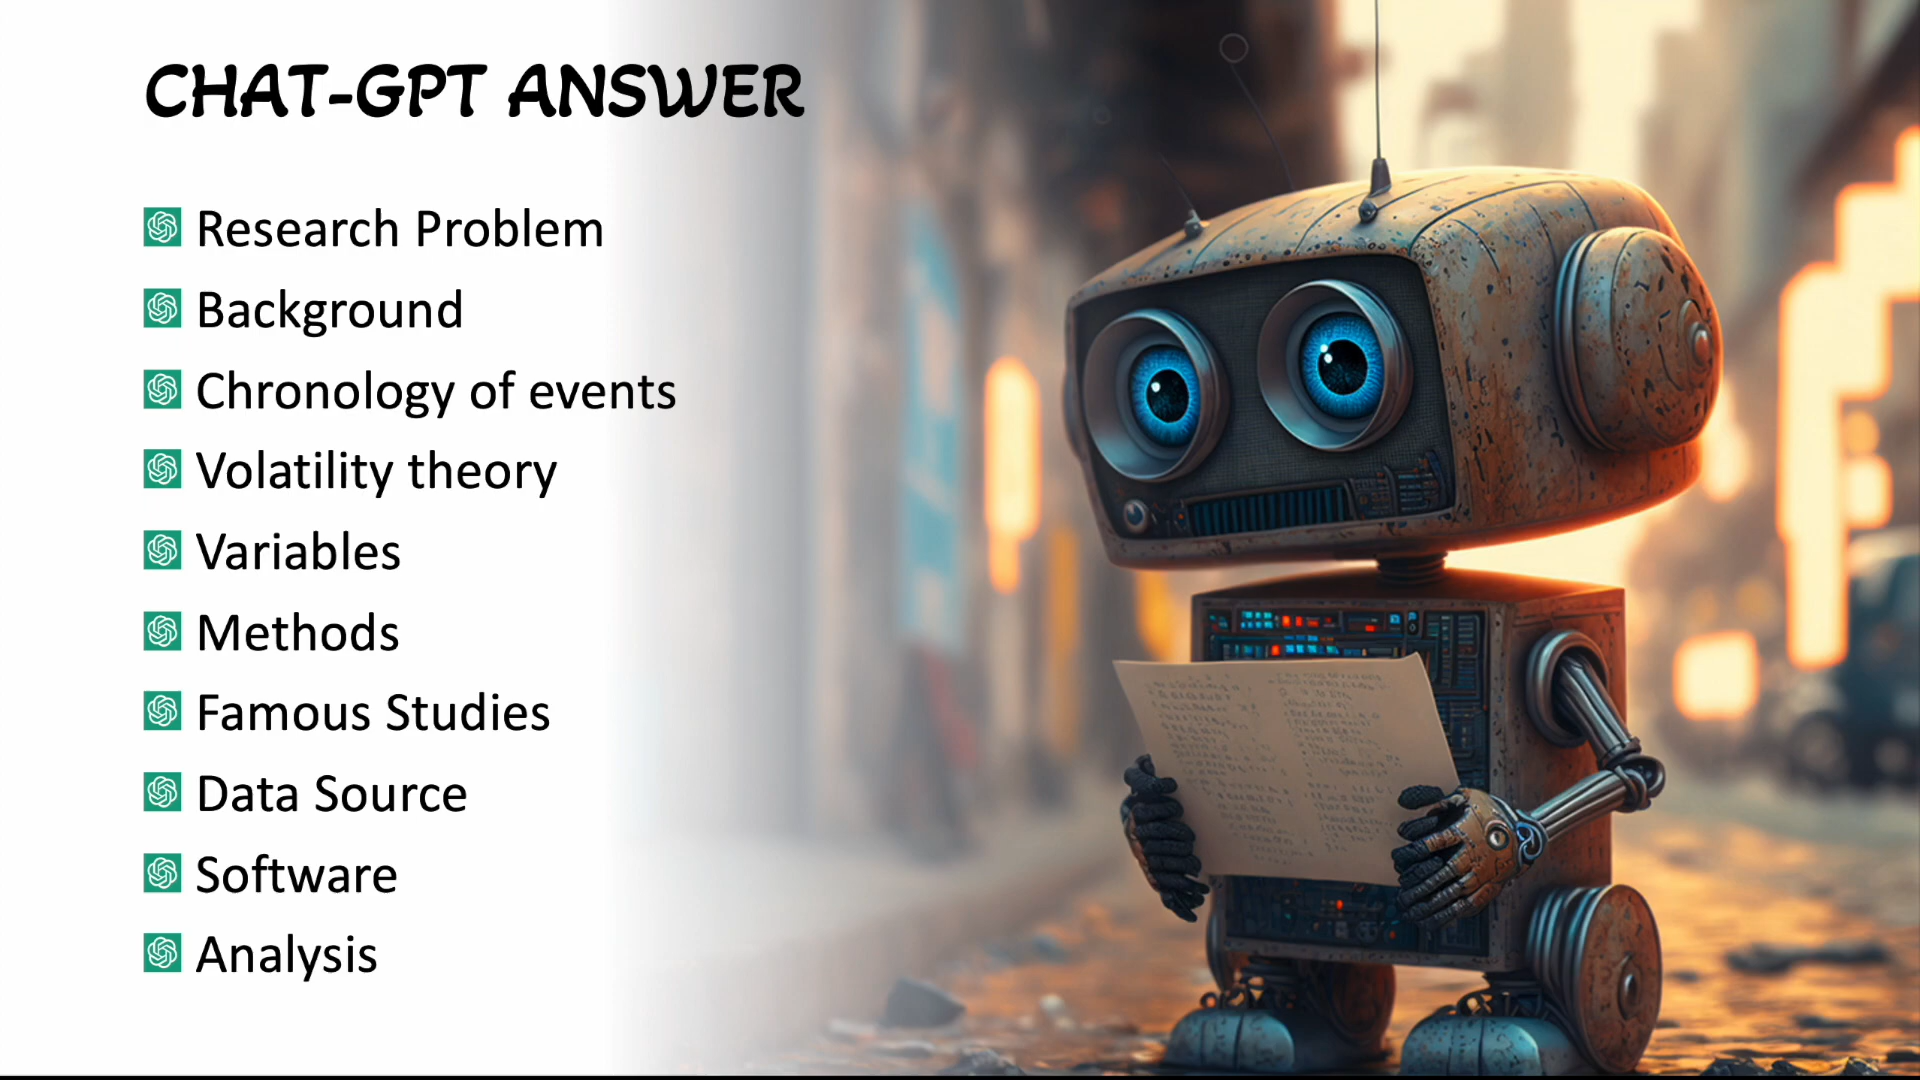 CHAT-GPT ANSWER
Research Problem
Background
Chronology of events
Volatility theory
Variables
Methods
Famous Studies
Data Source
Software
Analysis